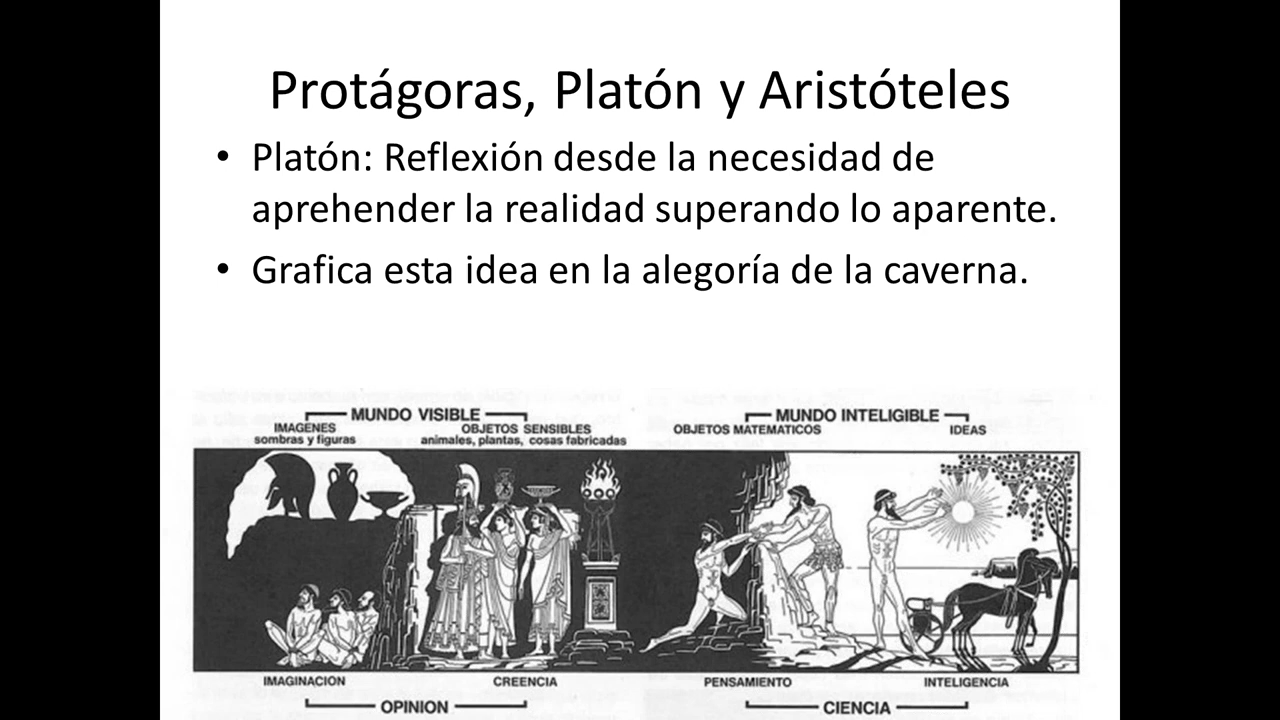 Protágoras, Platón y Aristóteles
• Platón: Reflexión desde la necesidad de
aprehender la realidad superando lo aparente.
• Grafica esta idea en la alegoría de la caverna.
MUNDO VISIBLE
IMAGENES
sombras y figuras
OBJETOS SENSIBLES
animales, plantas, cosas fabricadas
MUNDO INTELIGIBLE
OBJETOS MATEMATICOS
IDEAS
IMAGINACION
CREENCIA
PENSAMIENTO
INTELIGENCIA
OPINION
CIENCIA